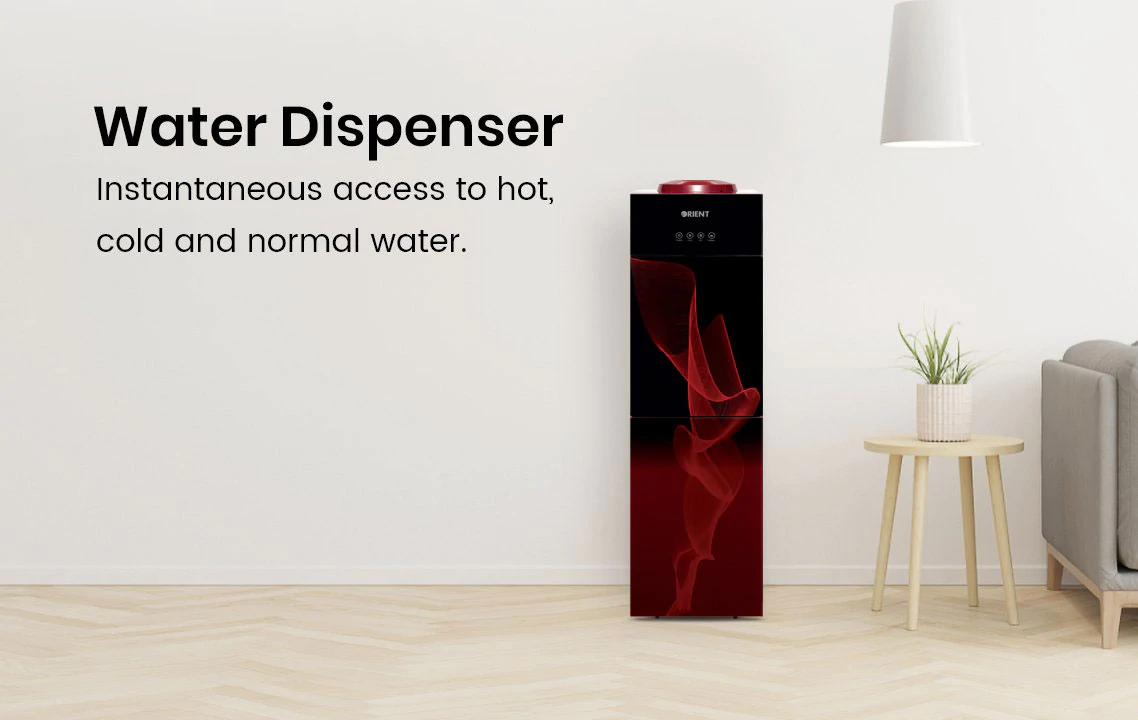 Water Dispenser
Instantaneous access to hot,
cold and normal water.
ORIENT